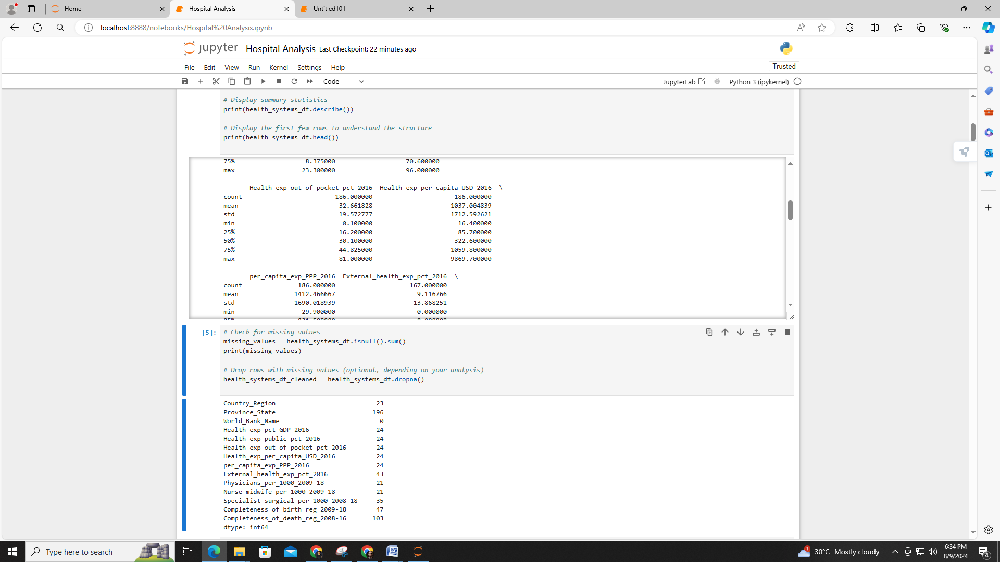 Home
Hospital Analysis
Untitled101
localhost:8888/notebooks/Hospital%20Analysis.ipynb
jupyter Hospital Analysis Last Checkpoint: 22 minutes ago
File Edit View Run Kernel Settings Help
Trusted
Code
JupyterLab
Python 3 (ipykernel)
# Display summary statistics
print(health_systems_df.describe())
# Display the first few rows to understand the structure
print(health_systems_df.head())
75% 8.375000 70.600000
max 23.300000 96.000000
Health_exp_out_of_pocket_pct_2016 Health_exp_per_capita_USD_2016 \
count 186.000000 186.000000
mean 32.661828 1037.004839
std 19.572777 1712.592621
min 0.100000 16.400000
25% 16.200000 85.700000
50% 30.100000 322.600000
75% 44.825000 1059.800000
max 81.000000 9869.700000
per_capita_exp_PPP_2016 External_health_exp_pct_2016 \
count 186.000000 167.000000
mean 1412.466667 9.116766
std 1690.018939 13.868251
min 29.900000 0.000000
[5]:
# Check for missing values
missing_values = health_systems_df.isnull().sum()
print(missing_values)
# Drop rows with missing values (optional, depending on your analysis)
health_systems_df_cleaned = health_systems_df.dropna()
Country_Region 23
Province_State 196
World_Bank_Name 0
Health_exp_pct_GDP_2016 24
Health_exp_public_pct_2016 24
Health_exp_out_of_pocket_pct_2016 24
Health_exp_per_capita_USD_2016 24
per_capita_exp_PPP_2016 24
External_health_exp_pct_2016 43
Physicians_per_1000_2009-18 21
Nurse_midwife_per_1000_2009-18 21
Specialist_surgical_per_1000_2008-18 35
Completeness_of_birth_reg_2009-18 47
Completeness_of_death_reg_2008-16 103
dtype: int64
Type here to search
1
30°C Mostly cloudy
6:34 PM
8/9/2024
4